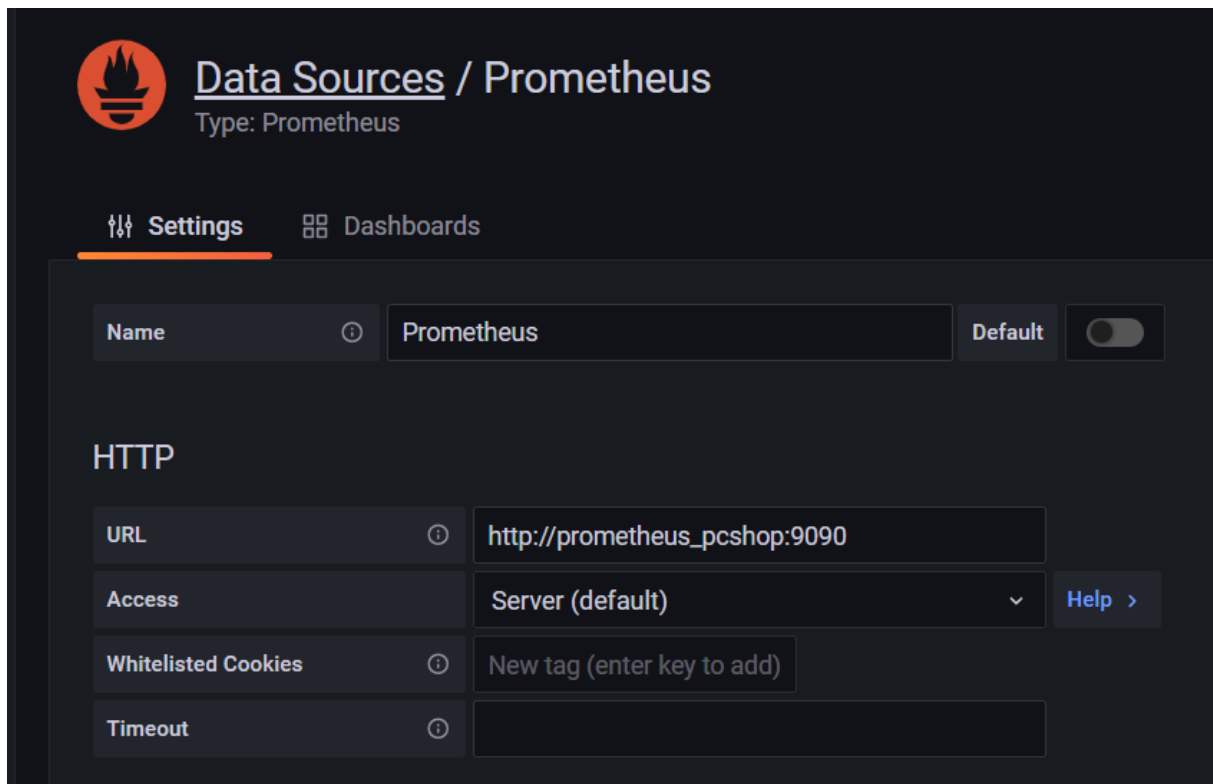 Data Sources / Prometheus
Type: Prometheus
Settings Dashboards
Name Prometheus Default
HTTP
URL http://prometheus_pcshop:9090
Access Server (default) Help >
Whitelisted Cookies New tag (enter key to add)
Timeout